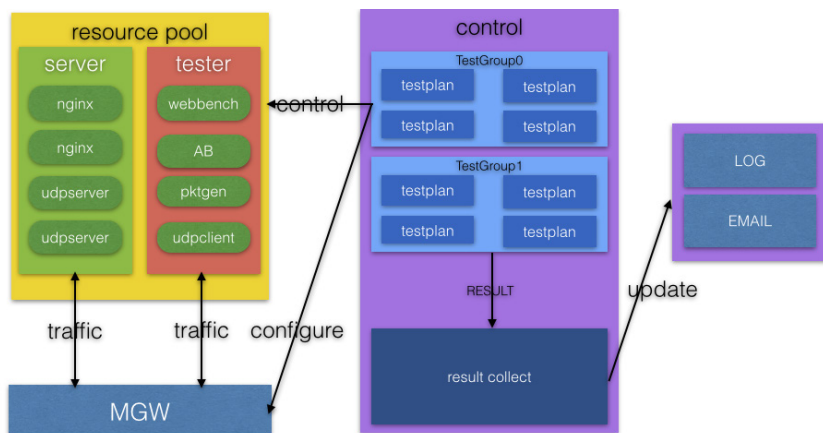 resource pool
server
nginx
nginx
udpserver
udpserver
tester
webbench
AB
pktgen
udpclient
traffic
traffic
MGW
control
configure
control
TestGroup0
testplan
testplan
testplan
testplan
TestGroup1
testplan
testplan
testplan
testplan
RESULT
result collect
update
LOG
EMAIL